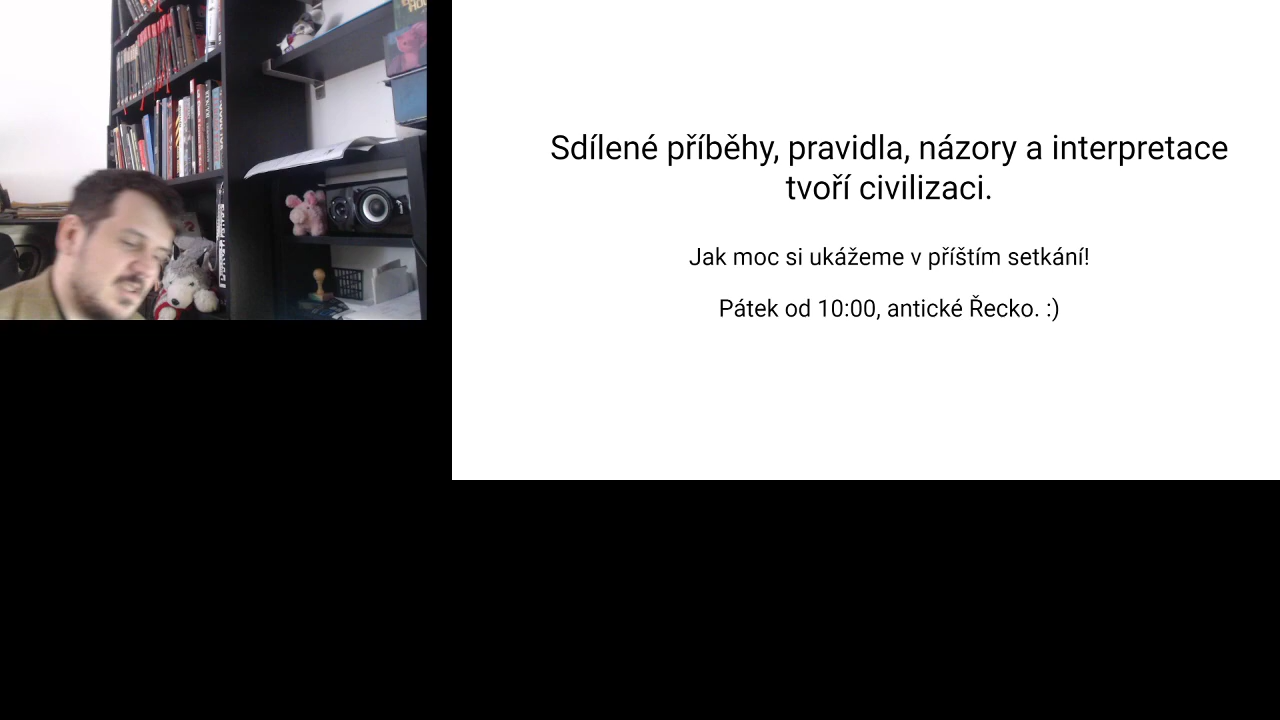 Sdílené příběhy, pravidla, názory a interpretace
tvoří civilizaci.
Jak moc si ukážeme v příštím setkání!
Pátek od 10:00, antické Řecko. :)